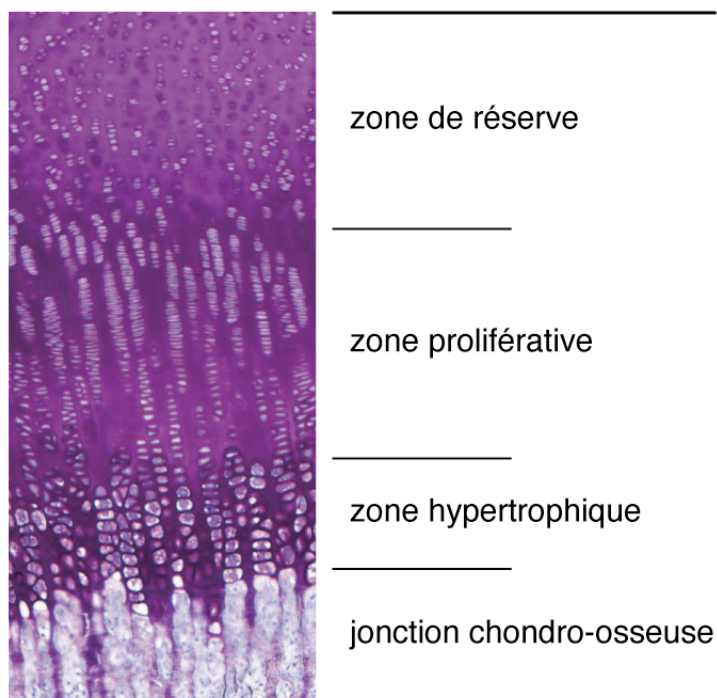 zone de réserve
zone proliférative
zone hypertrophique
jonction chondro-osseuse